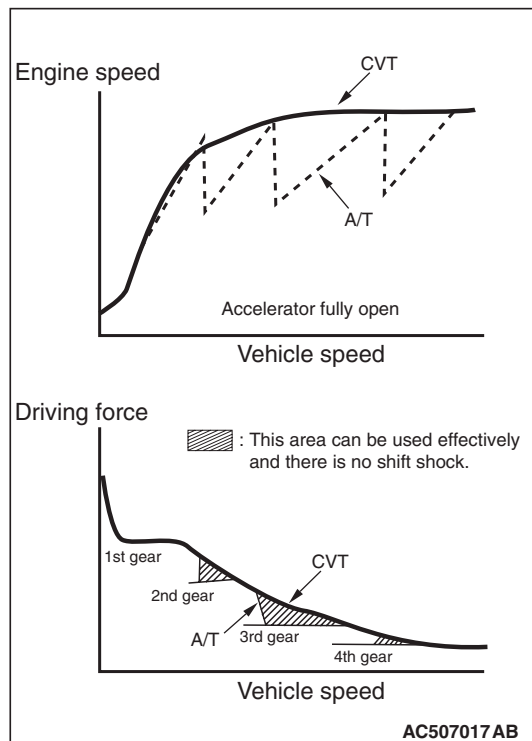 Engine speed
CVT
A/T
Accelerator fully open
Vehicle speed
Driving force
: This area can be used effectively
and there is no shift shock.
1st gear
CVT
2nd gear
A/T
3rd gear
4th gear
Vehicle speed
AC507017AB